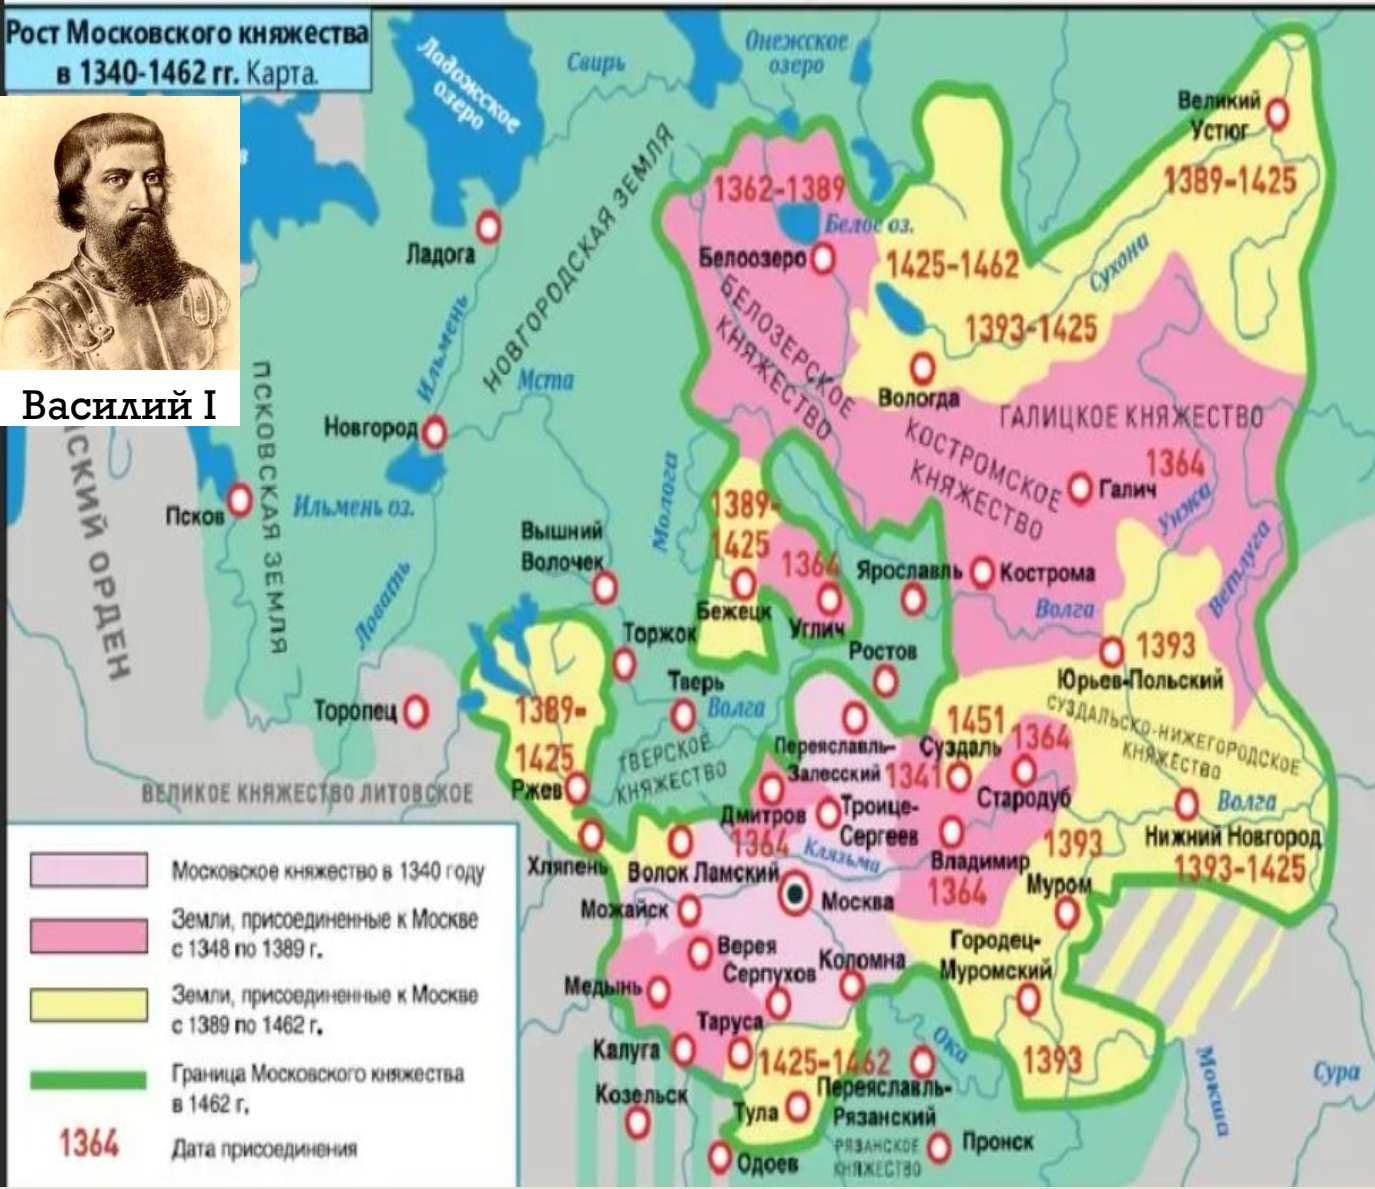 Рост Московского княжества
в 1340-1462 гг. Карта.
Василий I
Ладожское
озеро
Свирь
Онежское
озеро
Великий
Устюг
1389-1425
НОВГОРОДСКАЯ ЗЕМЛЯ
1362-1389
Белое оз.
Ладога
Белоозеро
1425-1462
Сухона
БЕЛОЗЕРСКОЕ
КНЯЖЕСТВО
1393-1425
Ильмень
Мста
Вологда
ГАЛИЦКОЕ КНЯЖЕСТВО
ПСКОВСКАЯ ЗЕМЛЯ
СКИЙ ОРДЕН
Новгород
КОСТРОМСКОЕ
КНЯЖЕСТВО
1364
Галич
Унжа
Псков
Ильмень оз.
Молога
1389-
1425
Вышний
Волочек
1364
Ярославль
Кострома
Ветлуга
Ловать
Бежецк
Углич
Волга
Торжок
Ростов
1393
Юрьев-Польский
Тверь
Волга
Торопец
1389-
1425
СУЗДАЛЬСКО-НИЖЕГОРОДСКОЕ
КНЯЖЕСТВО
1451
Суздаль
1364
ТВЕРСКОЕ
КНЯЖЕСТВО
Переяславль-
Залесский
1341
Ржев
ВЕЛИКОЕ КНЯЖЕСТВО ЛИТОВСКОЕ
Стародуб
Волга
Дмитров
Троице-
Сергеев
1364
Клязьма
Владимир
1364
1393
Нижний Новгород
1393-1425
Хляпень
Волок Ламский
Муром
Москва
Можайск
Верея
Городец-
Муромский
Серпухов
Коломна
Медынь
Таруса
Калуга
1425-1462
Ока
1393
Мокша
Сура
Козельск
Тула
Переяславль-
Рязанский
РЯЗАНСКОЕ
КНЯЖЕСТВО
Пронск
Одоев
Московское княжество в 1340 году
Земли, присоединенные к Москве
с 1348 по 1389 г.
Земли, присоединенные к Москве
с 1389 по 1462 г.
Граница Московского княжества
в 1462 г.
1364
Дата присоединения